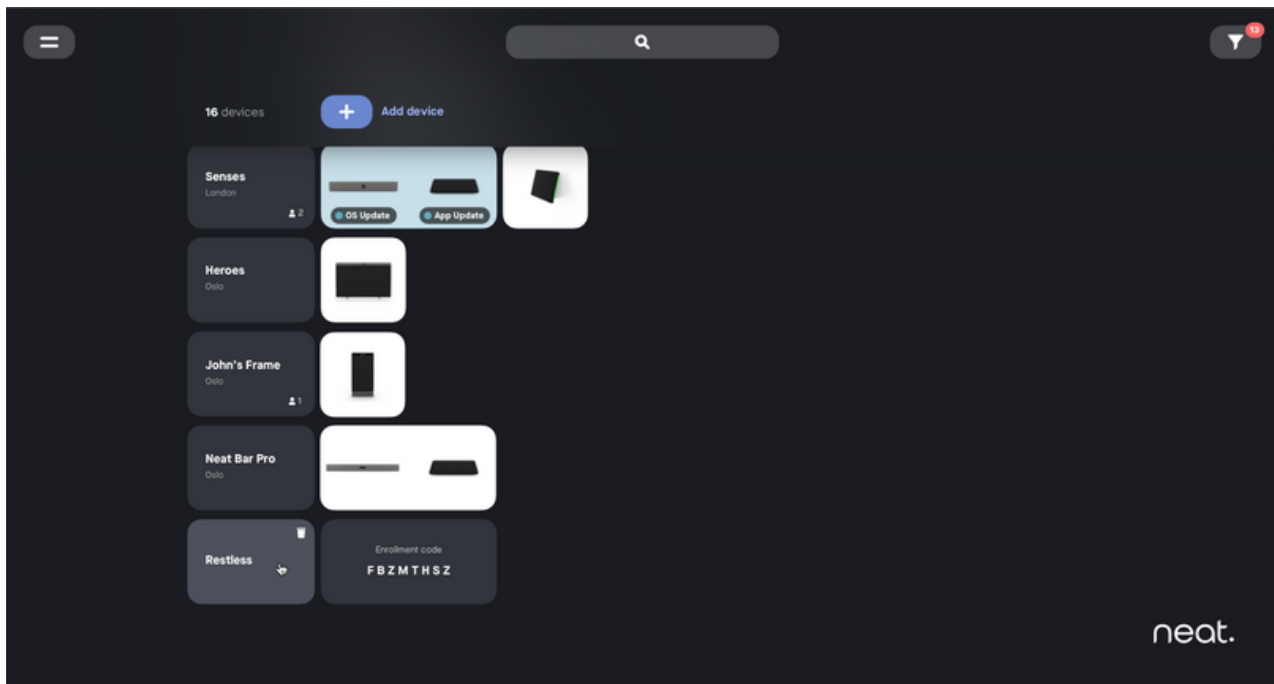 13
16 devices
Add device
Senses
London
2
OS Update
App Update
Heroes
Oslo
John's Frame
Oslo
1
Neat Bar Pro
Oslo
Restless
Enrollment code
FBZMTHSZ
neat.